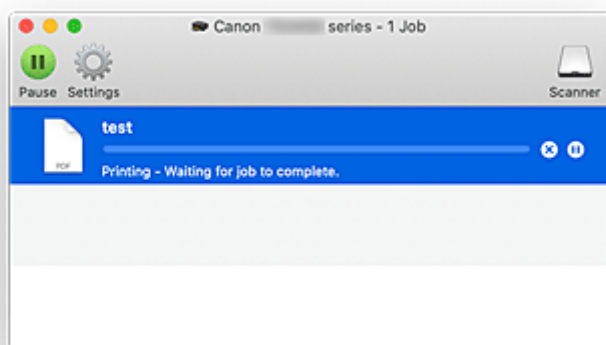 Canon series - 1 Job
Pause Settings Scanner
test
PDF
Printing - Waiting for job to complete.